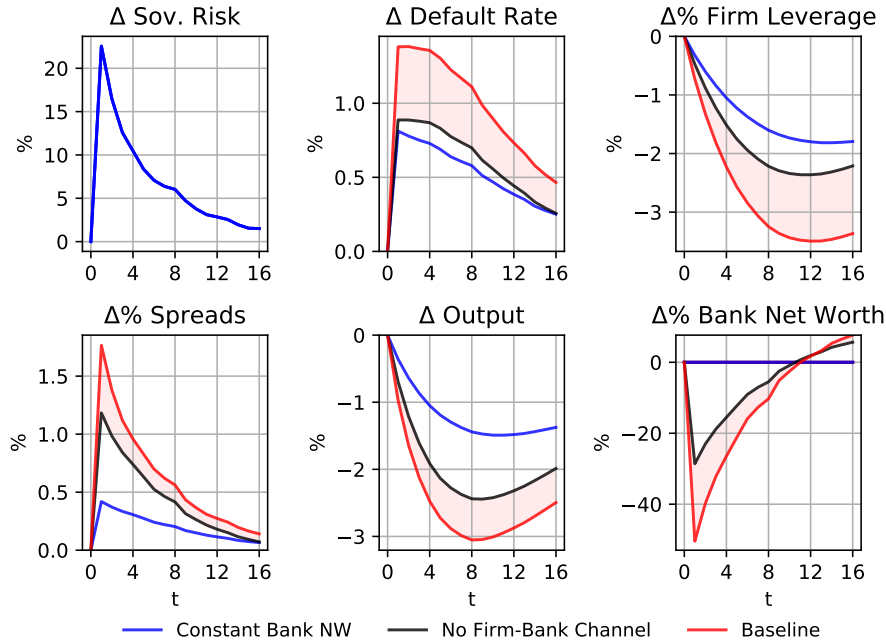 Δ Sov. Risk
Δ Default Rate
Δ% Firm Leverage
%
20
15
10
5
0
0 4 8 12 16
%
1.0
0.5
0.0
0 4 8 12 16
%
0
−1
−2
−3
0 4 8 12 16
Δ% Spreads
Δ Output
Δ% Bank Net Worth
%
1.5
1.0
0.5
0.0
0 4 8 12 16
t
%
0
−1
−2
−3
0 4 8 12 16
t
%
0
−20
−40
0 4 8 12 16
t
Constant Bank NW
No Firm-Bank Channel
Baseline